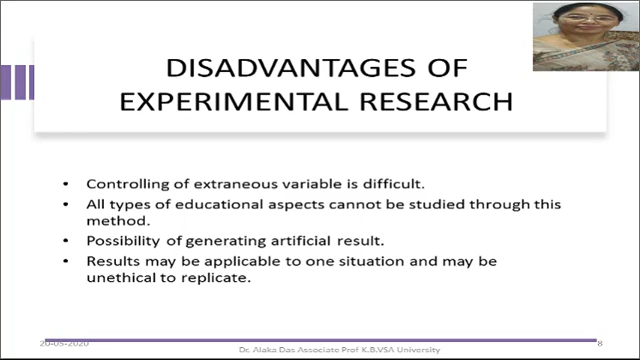 DISADVANTAGES OF
EXPERIMENTAL RESEARCH
• Controlling of extraneous variable is difficult.
• All types of educational aspects cannot be studied through this
method.
• Possibility of generating artificial result.
• Results may be applicable to one situation and may be
unethical to replicate.
20-05-2020
Dr. Alaka Das Associate Prof K.B.VSA University
8